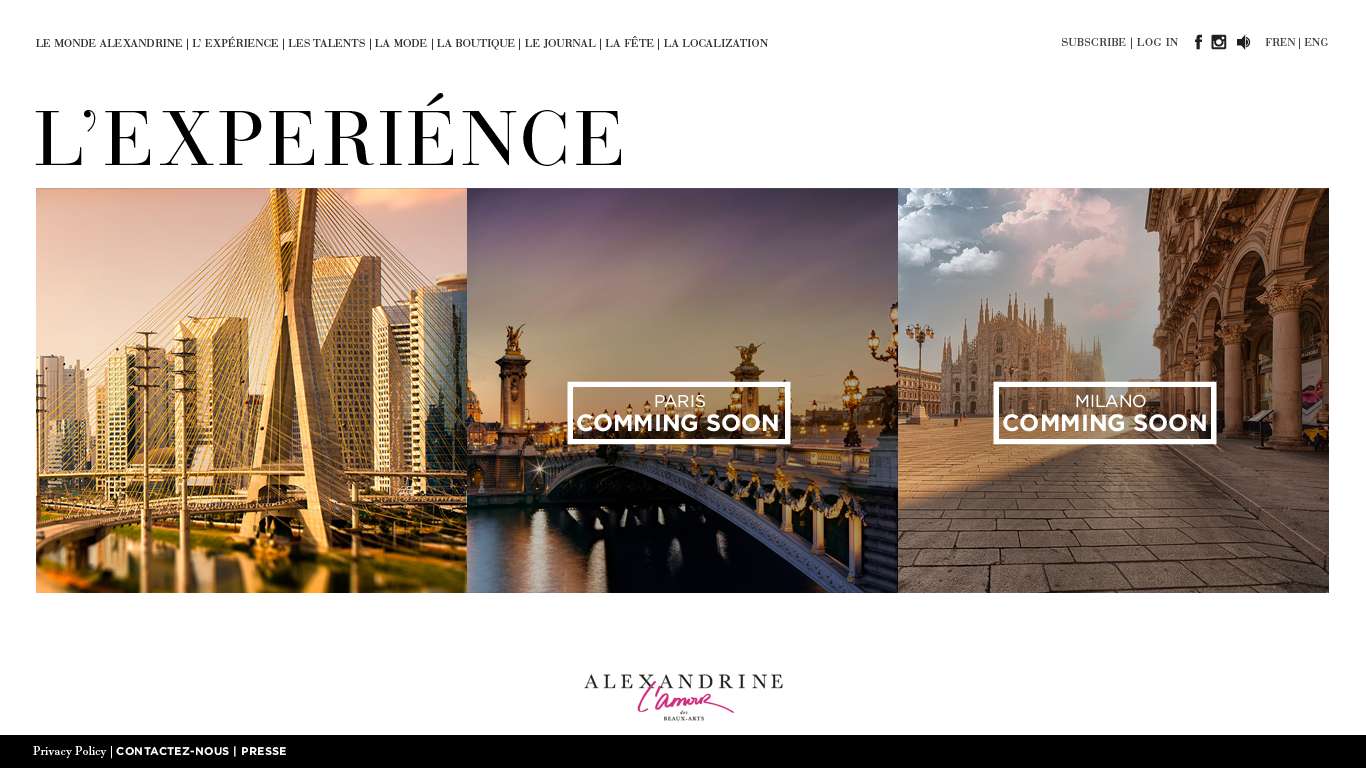 LE MONDE ALEXANDRINE | L' EXPÉRIENCE | LES TALENTS | LA MODE | LA BOUTIQUE | LE JOURNAL | LA FÊTE | LA LOCALIZATION
SUBSCRIBE | LOG IN
FREN | ENG
L'EXPERIÉNCE
PARIS
COMMING SOON
MILANO
COMMING SOON
ALEXANDRINE
L'amour
des
BEAUX-ARTS
Privacy Policy | CONTACTEZ-NOUS | PRESSE